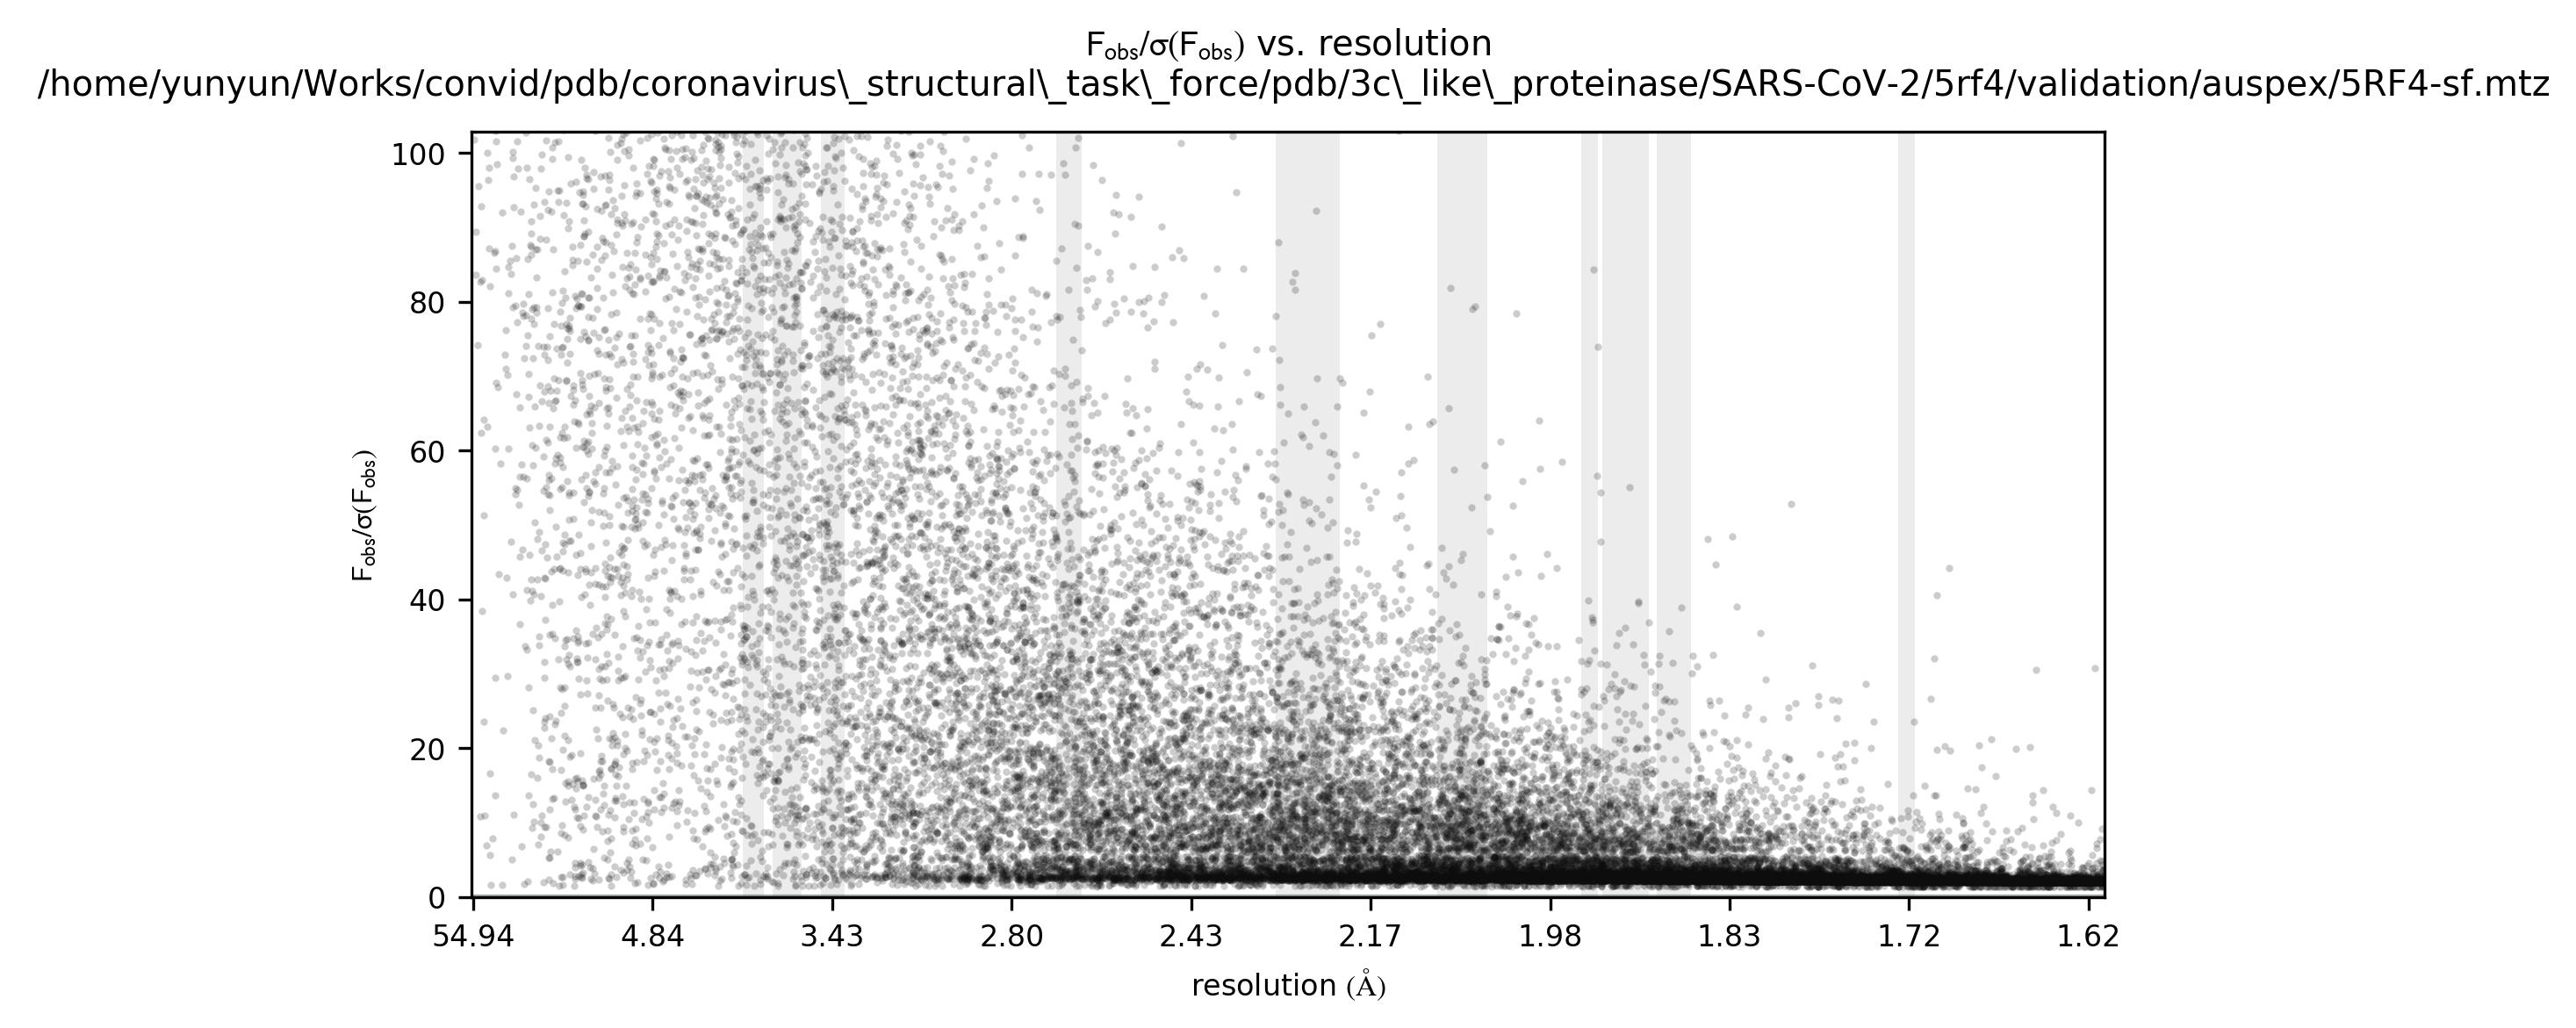 Fobs/σ(Fobs) vs. resolution
/home/yunyun/Works/convid/pdb/coronavirus\_structural\_task\_force/pdb/3c\_like\_proteinase/SARS-CoV-2/5rf4/validation/auspex/5RF4-sf.mtz
Fobs/σ(Fobs)
100
80
60
40
20
0
54.94 4.84 3.43 2.80 2.43 2.17 1.98 1.83 1.72 1.62
resolution (Å)